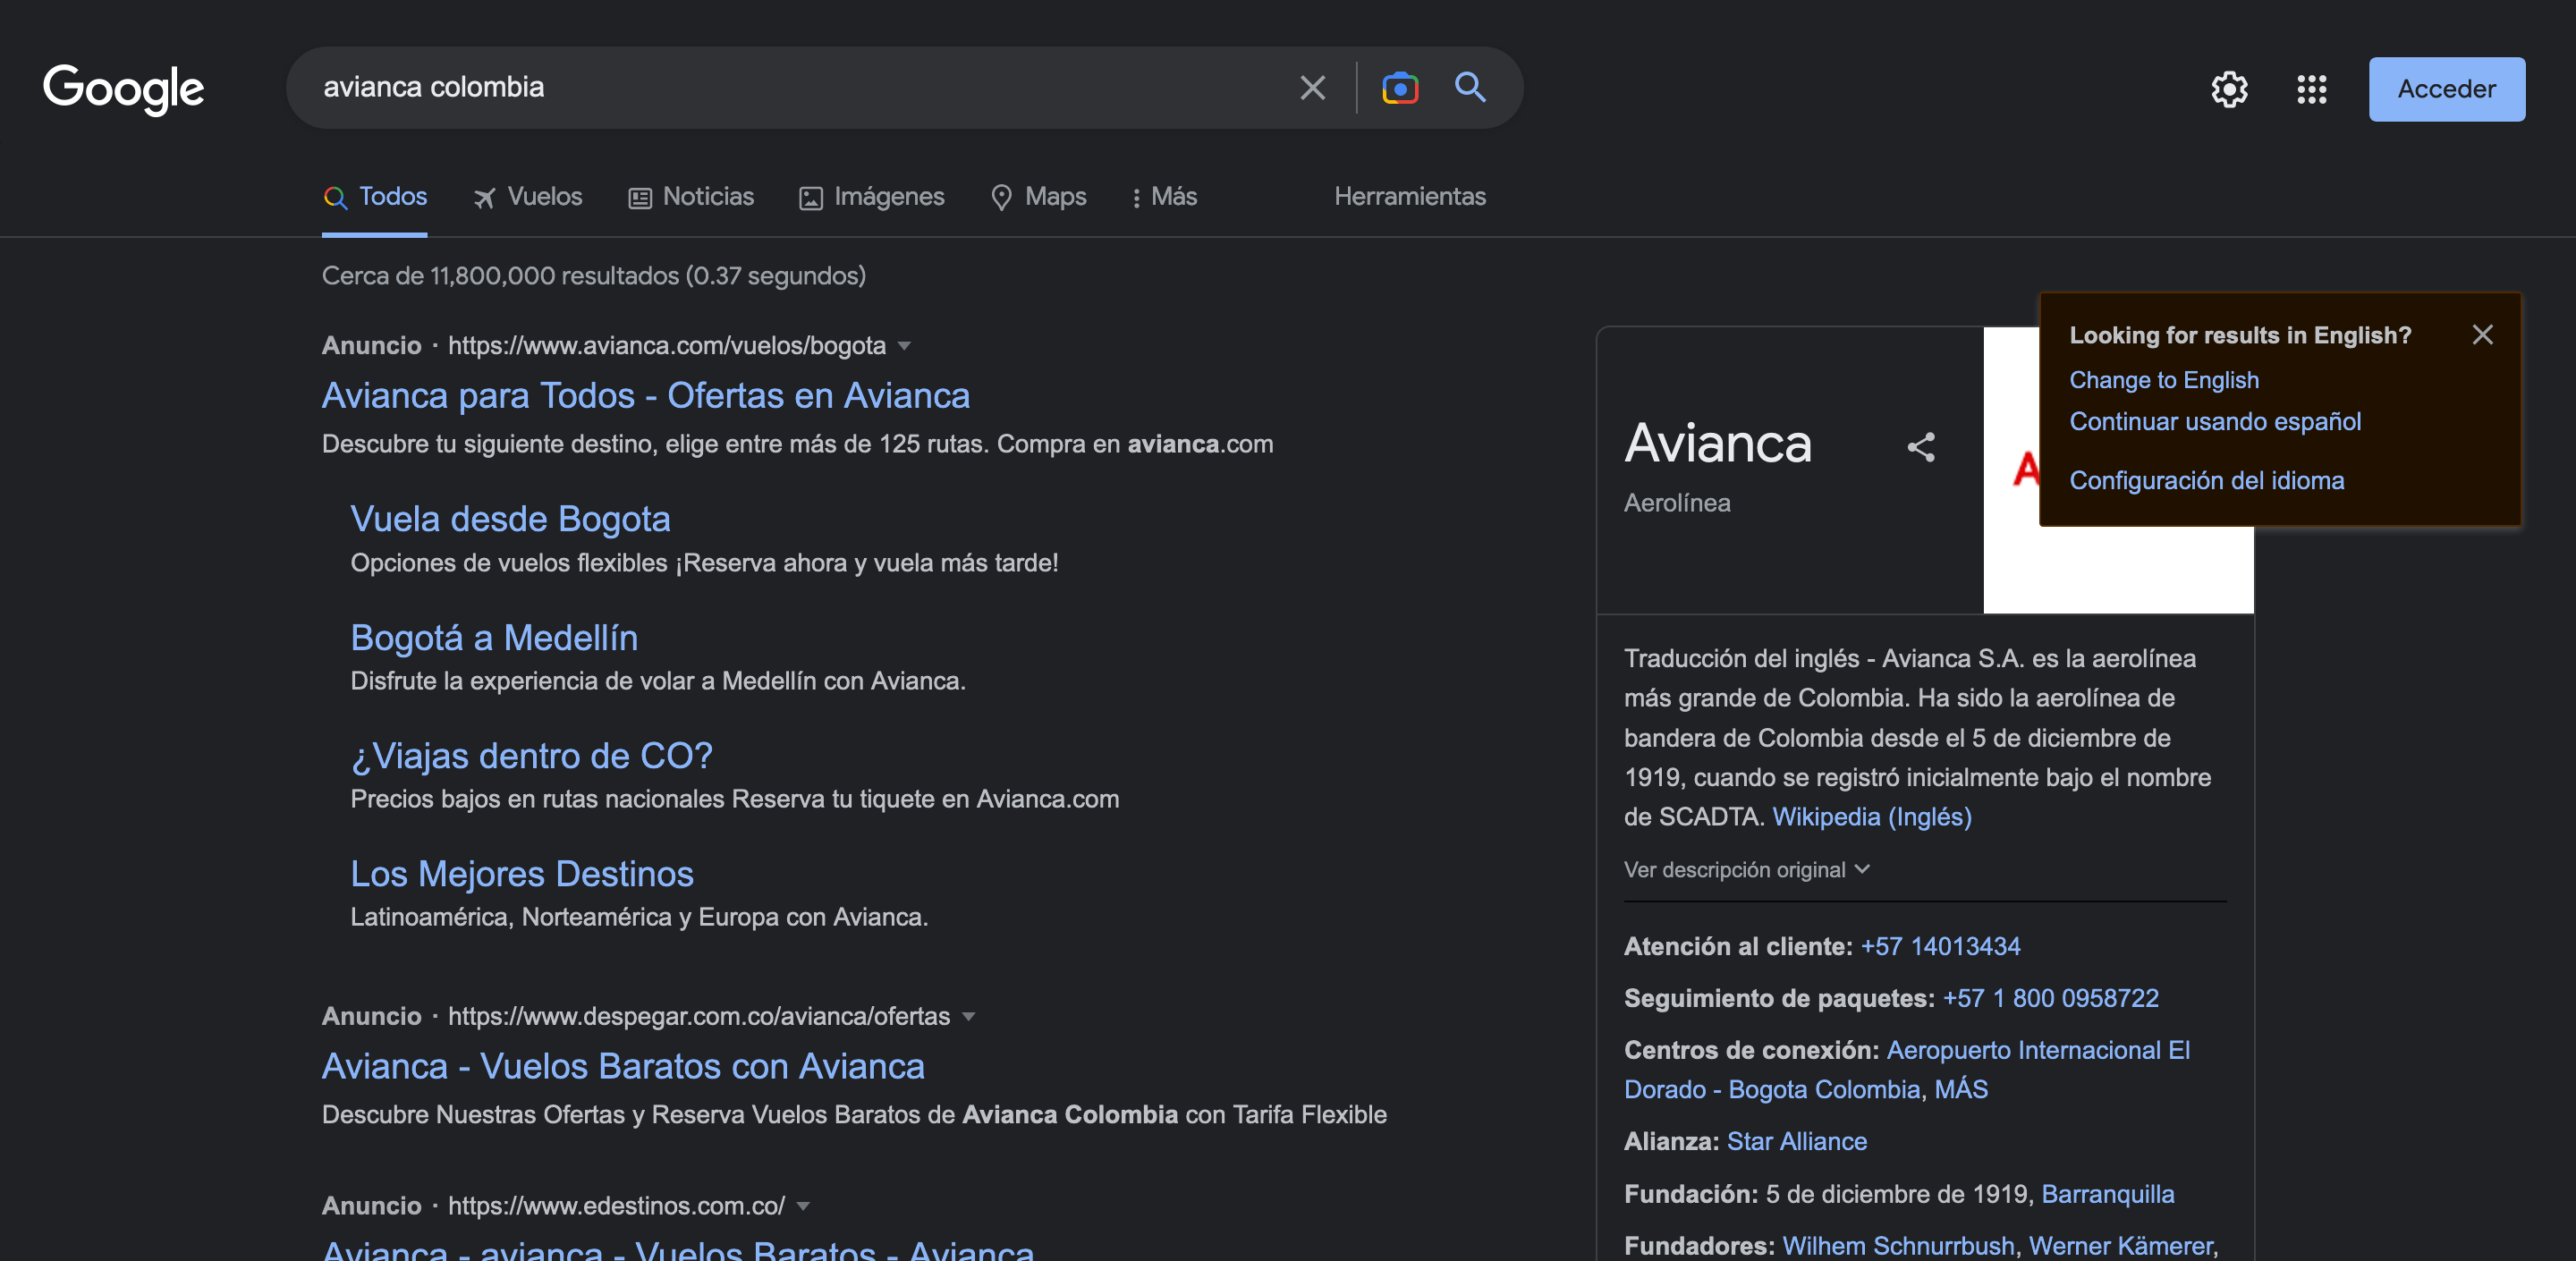 Google
avianca colombia
Acceder
Todos
Vuelos
Noticias
Imágenes
Maps
Más
Herramientas
Cerca de 11,800,000 resultados (0.37 segundos)
Anuncio · https://www.avianca.com/vuelos/bogota
Avianca para Todos - Ofertas en Avianca
Descubre tu siguiente destino, elige entre más de 125 rutas. Compra en avianca.com
Vuela desde Bogota
Opciones de vuelos flexibles ¡Reserva ahora y vuela más tarde!
Bogotá a Medellín
Disfrute la experiencia de volar a Medellín con Avianca.
¿Viajas dentro de CO?
Precios bajos en rutas nacionales Reserva tu tiquete en Avianca.com
Los Mejores Destinos
Latinoamérica, Norteamérica y Europa con Avianca.
Anuncio · https://www.despegar.com.co/avianca/ofertas
Avianca - Vuelos Baratos con Avianca
Descubre Nuestras Ofertas y Reserva Vuelos Baratos de Avianca Colombia con Tarifa Flexible
Anuncio · https://www.edestinos.com.co/
Avianca - avianca - Vuelos Baratos - Avianca
Looking for results in English?
Change to English
Continuar usando español
Configuración del idioma
Avianca
Aerolínea
A
Traducción del inglés - Avianca S.A. es la aerolínea
más grande de Colombia. Ha sido la aerolínea de
bandera de Colombia desde el 5 de diciembre de
1919, cuando se registró inicialmente bajo el nombre
de SCADTA. Wikipedia (Inglés)
Ver descripción original
Atención al cliente: +57 14013434
Seguimiento de paquetes: +57 1 800 0958722
Centros de conexión: Aeropuerto Internacional El
Dorado - Bogota Colombia, MÁS
Alianza: Star Alliance
Fundación: 5 de diciembre de 1919, Barranquilla
Fundadores: Wilhem Schnurrbush, Werner Kämerer,